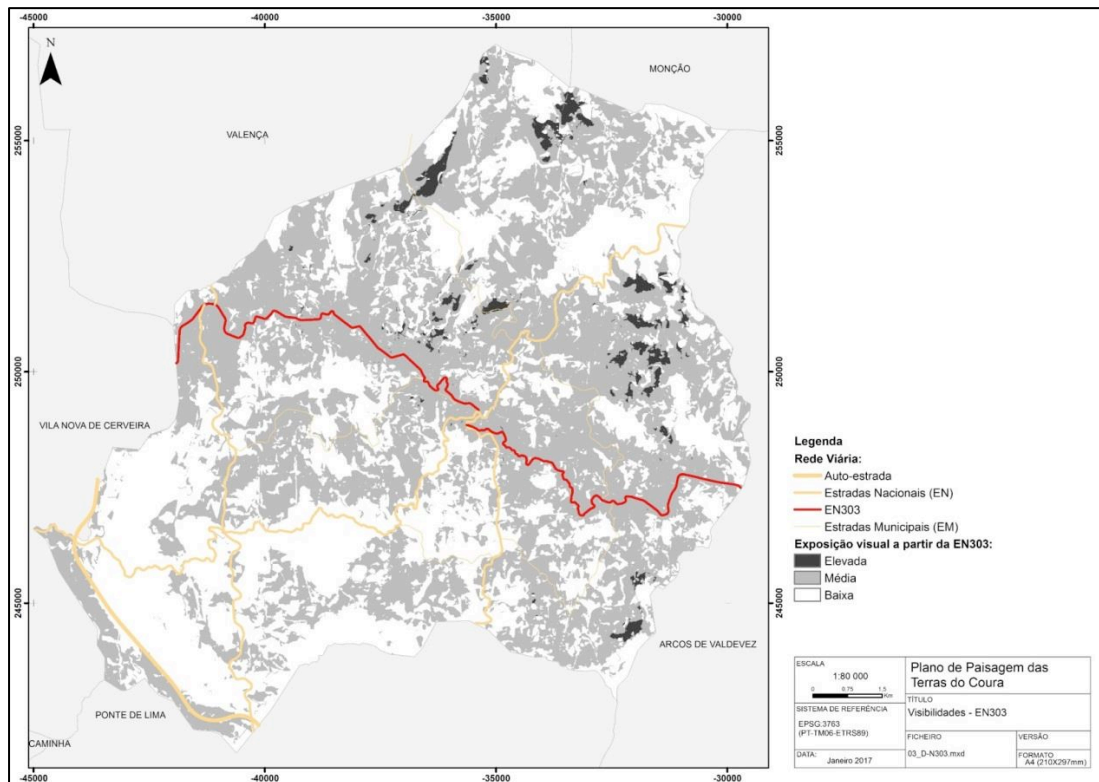 -45000
-40000
-35000
-30000
N
MONÇÃO
VALENÇA
255000
255000
250000
250000
VILA NOVA DE CERVEIRA
245000
245000
ARCOS DE VALDEVEZ
PONTE DE LIMA
CAMINHA
-45000
-40000
-35000
-30000
Legenda
Rede Viária:
Auto-estrada
Estradas Nacionais (EN)
EN303
Estradas Municipais (EM)
Exposição visual a partir da EN303:
Elevada
Média
Baixa
ESCALA
1:80 000
0 0,75 1,5
Km
SISTEMA DE REFERÊNCIA
EPSG:3763
(PT-TM06-ETRS89)
DATA:
Janeiro 2017
Plano de Paisagem das
Terras do Coura
TÍTULO
Visibilidades - EN303
FICHEIRO
03_D-N303.mxd
VERSÃO
FORMATO
A4 (210X297mm)